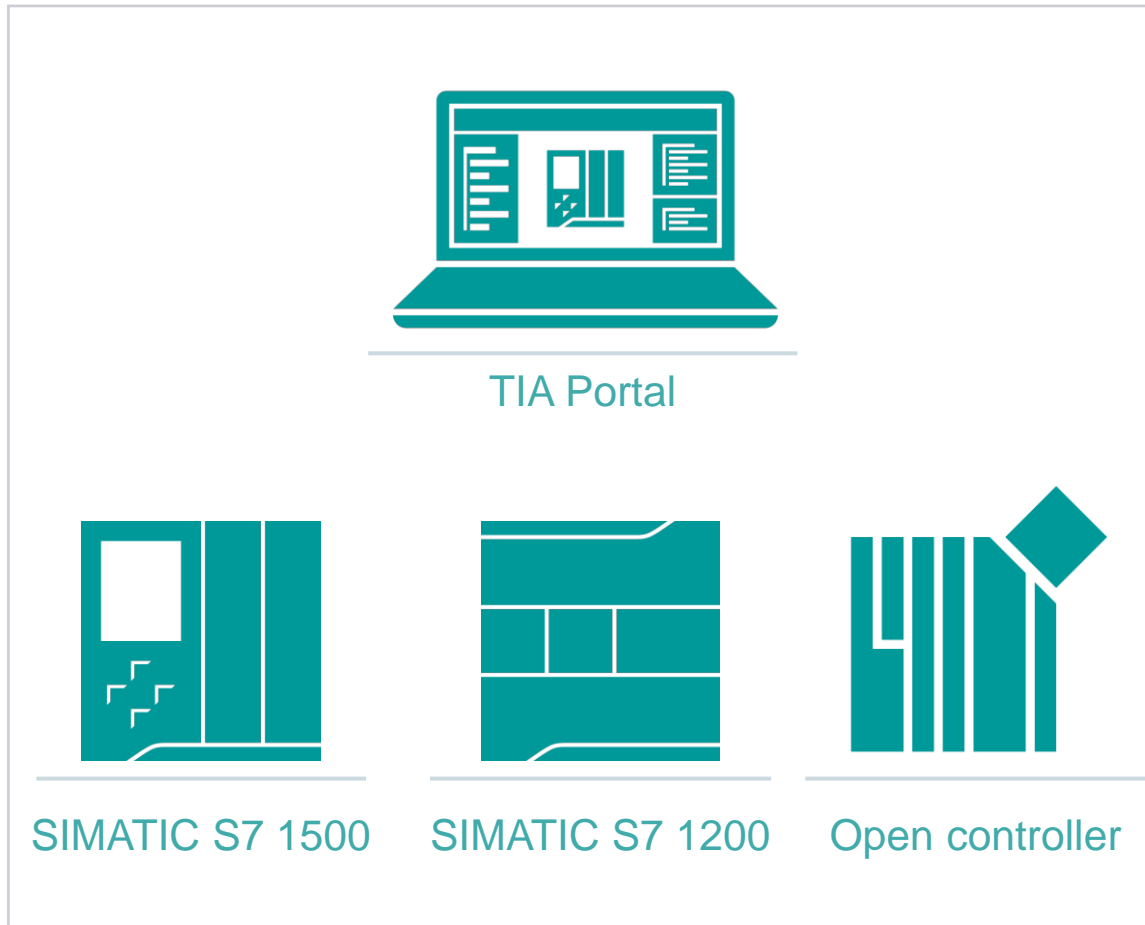 TIA Portal
SIMATIC S7 1500
SIMATIC S7 1200
Open controller